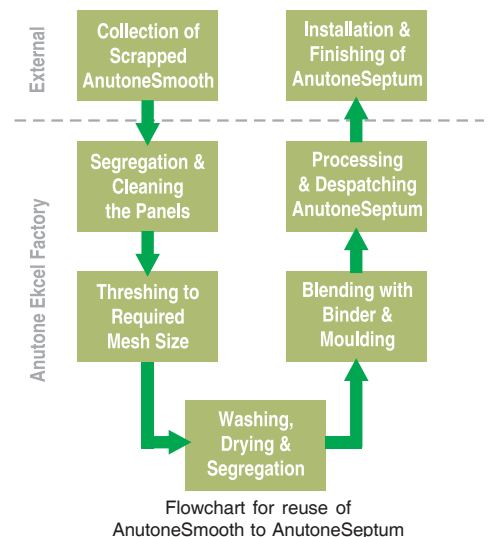 External
Collection of
Scrapped
AnutoneSmooth
Installation &
Finishing of
AnutoneSeptum
Anutone Ekcel Factory
Segregation &
Cleaning
the Panels
Processing
& Despatching
AnutoneSeptum
Threshing to
Required
Mesh Size
Blending with
Binder &
Moulding
Washing,
Drying &
Segregation
Flowchart for reuse of
AnutoneSmooth to AnutoneSeptum